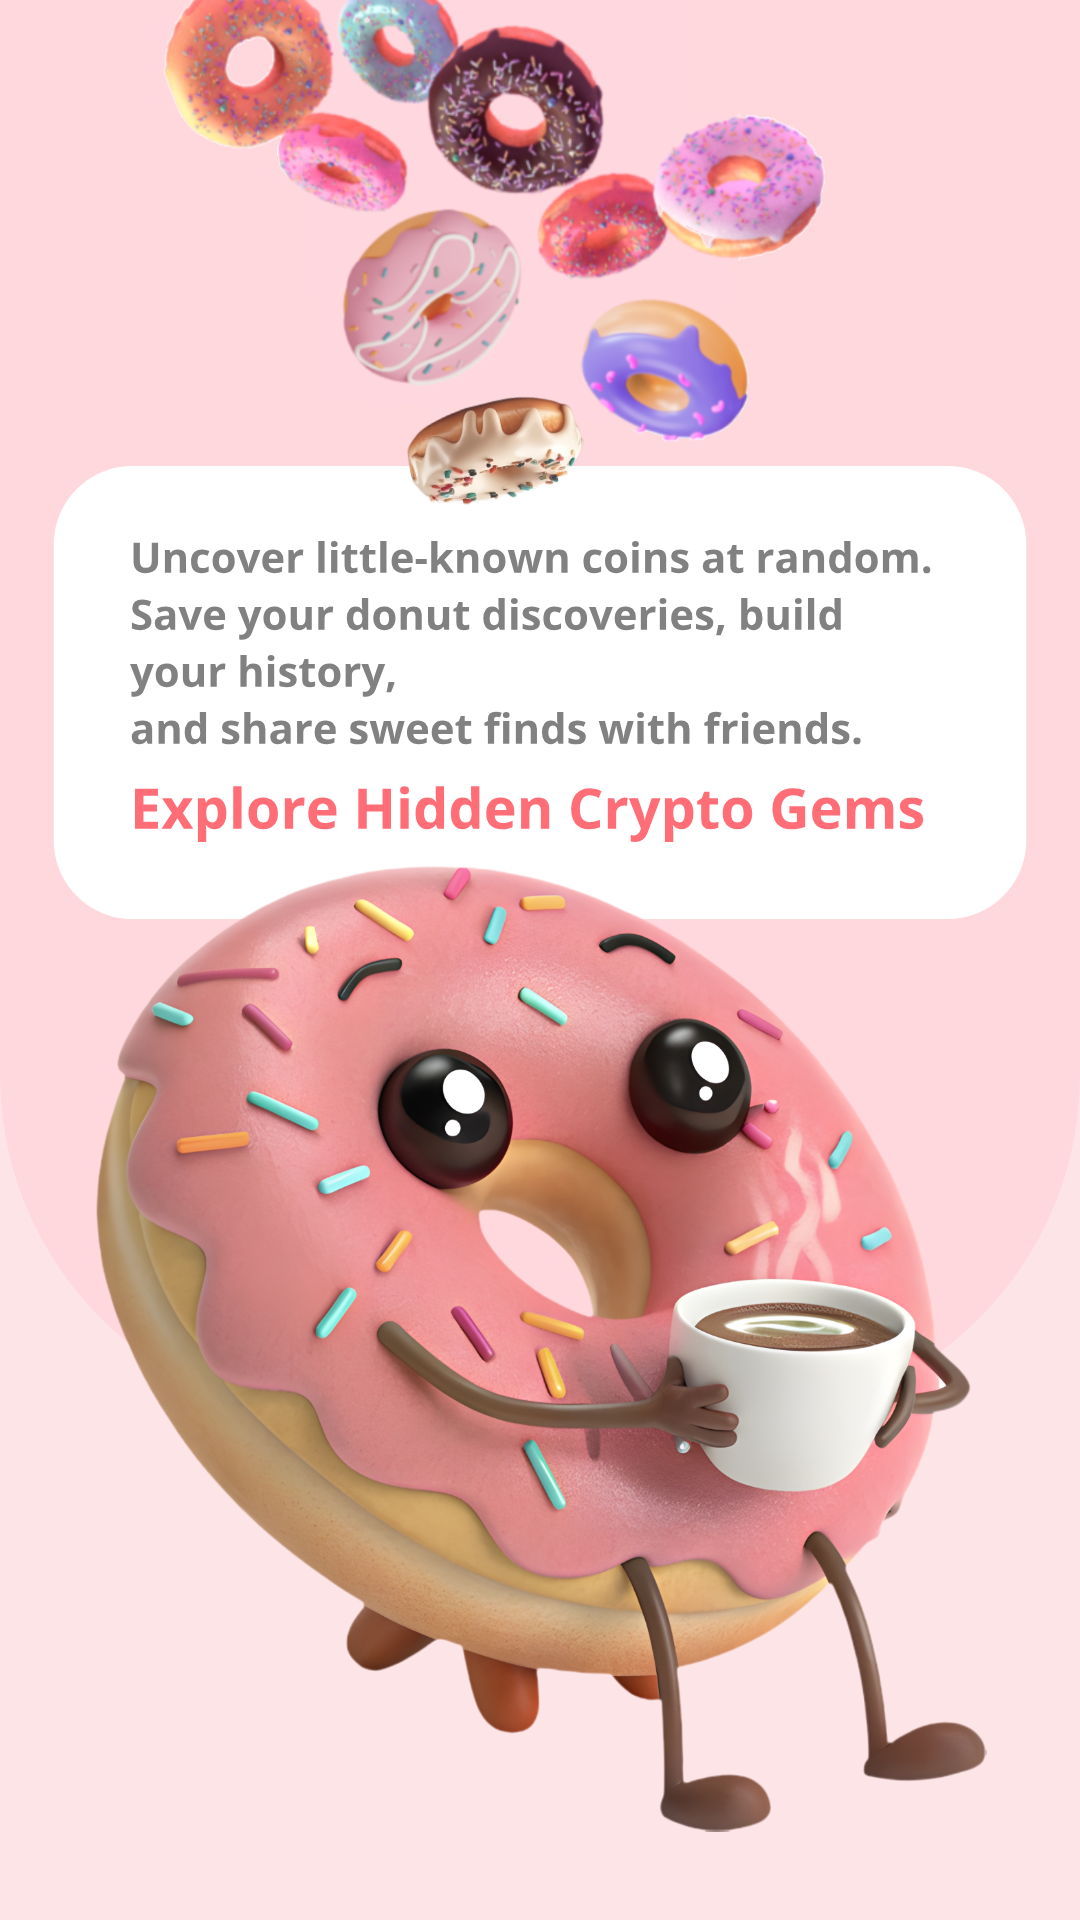 Uncover little-known coins at random.
Save your donut discoveries, build
your history,
and share sweet finds with friends.
Explore Hidden Crypto Gems